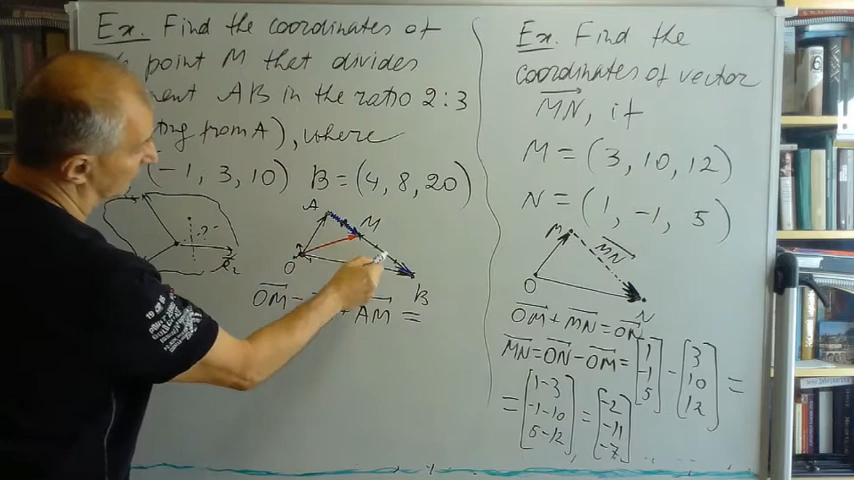 Ex. Find the coordinates of
point M that divides
AB in the ratio 2:3
from A), where
(-1, 3, 10) B = (4, 8, 20)
A
M
O
B
OM = + AM =
Ex. Find the
coordinates of vector
MN, if
M = (3, 10, 12)
N = (1, -1, 5)
M
MN
O
N
OM + MN = ON
MN = ON - OM = [1 -1 5] - [3 10 12] =
= [1-3 -1-10 5-12] = [-2 -11 -7]